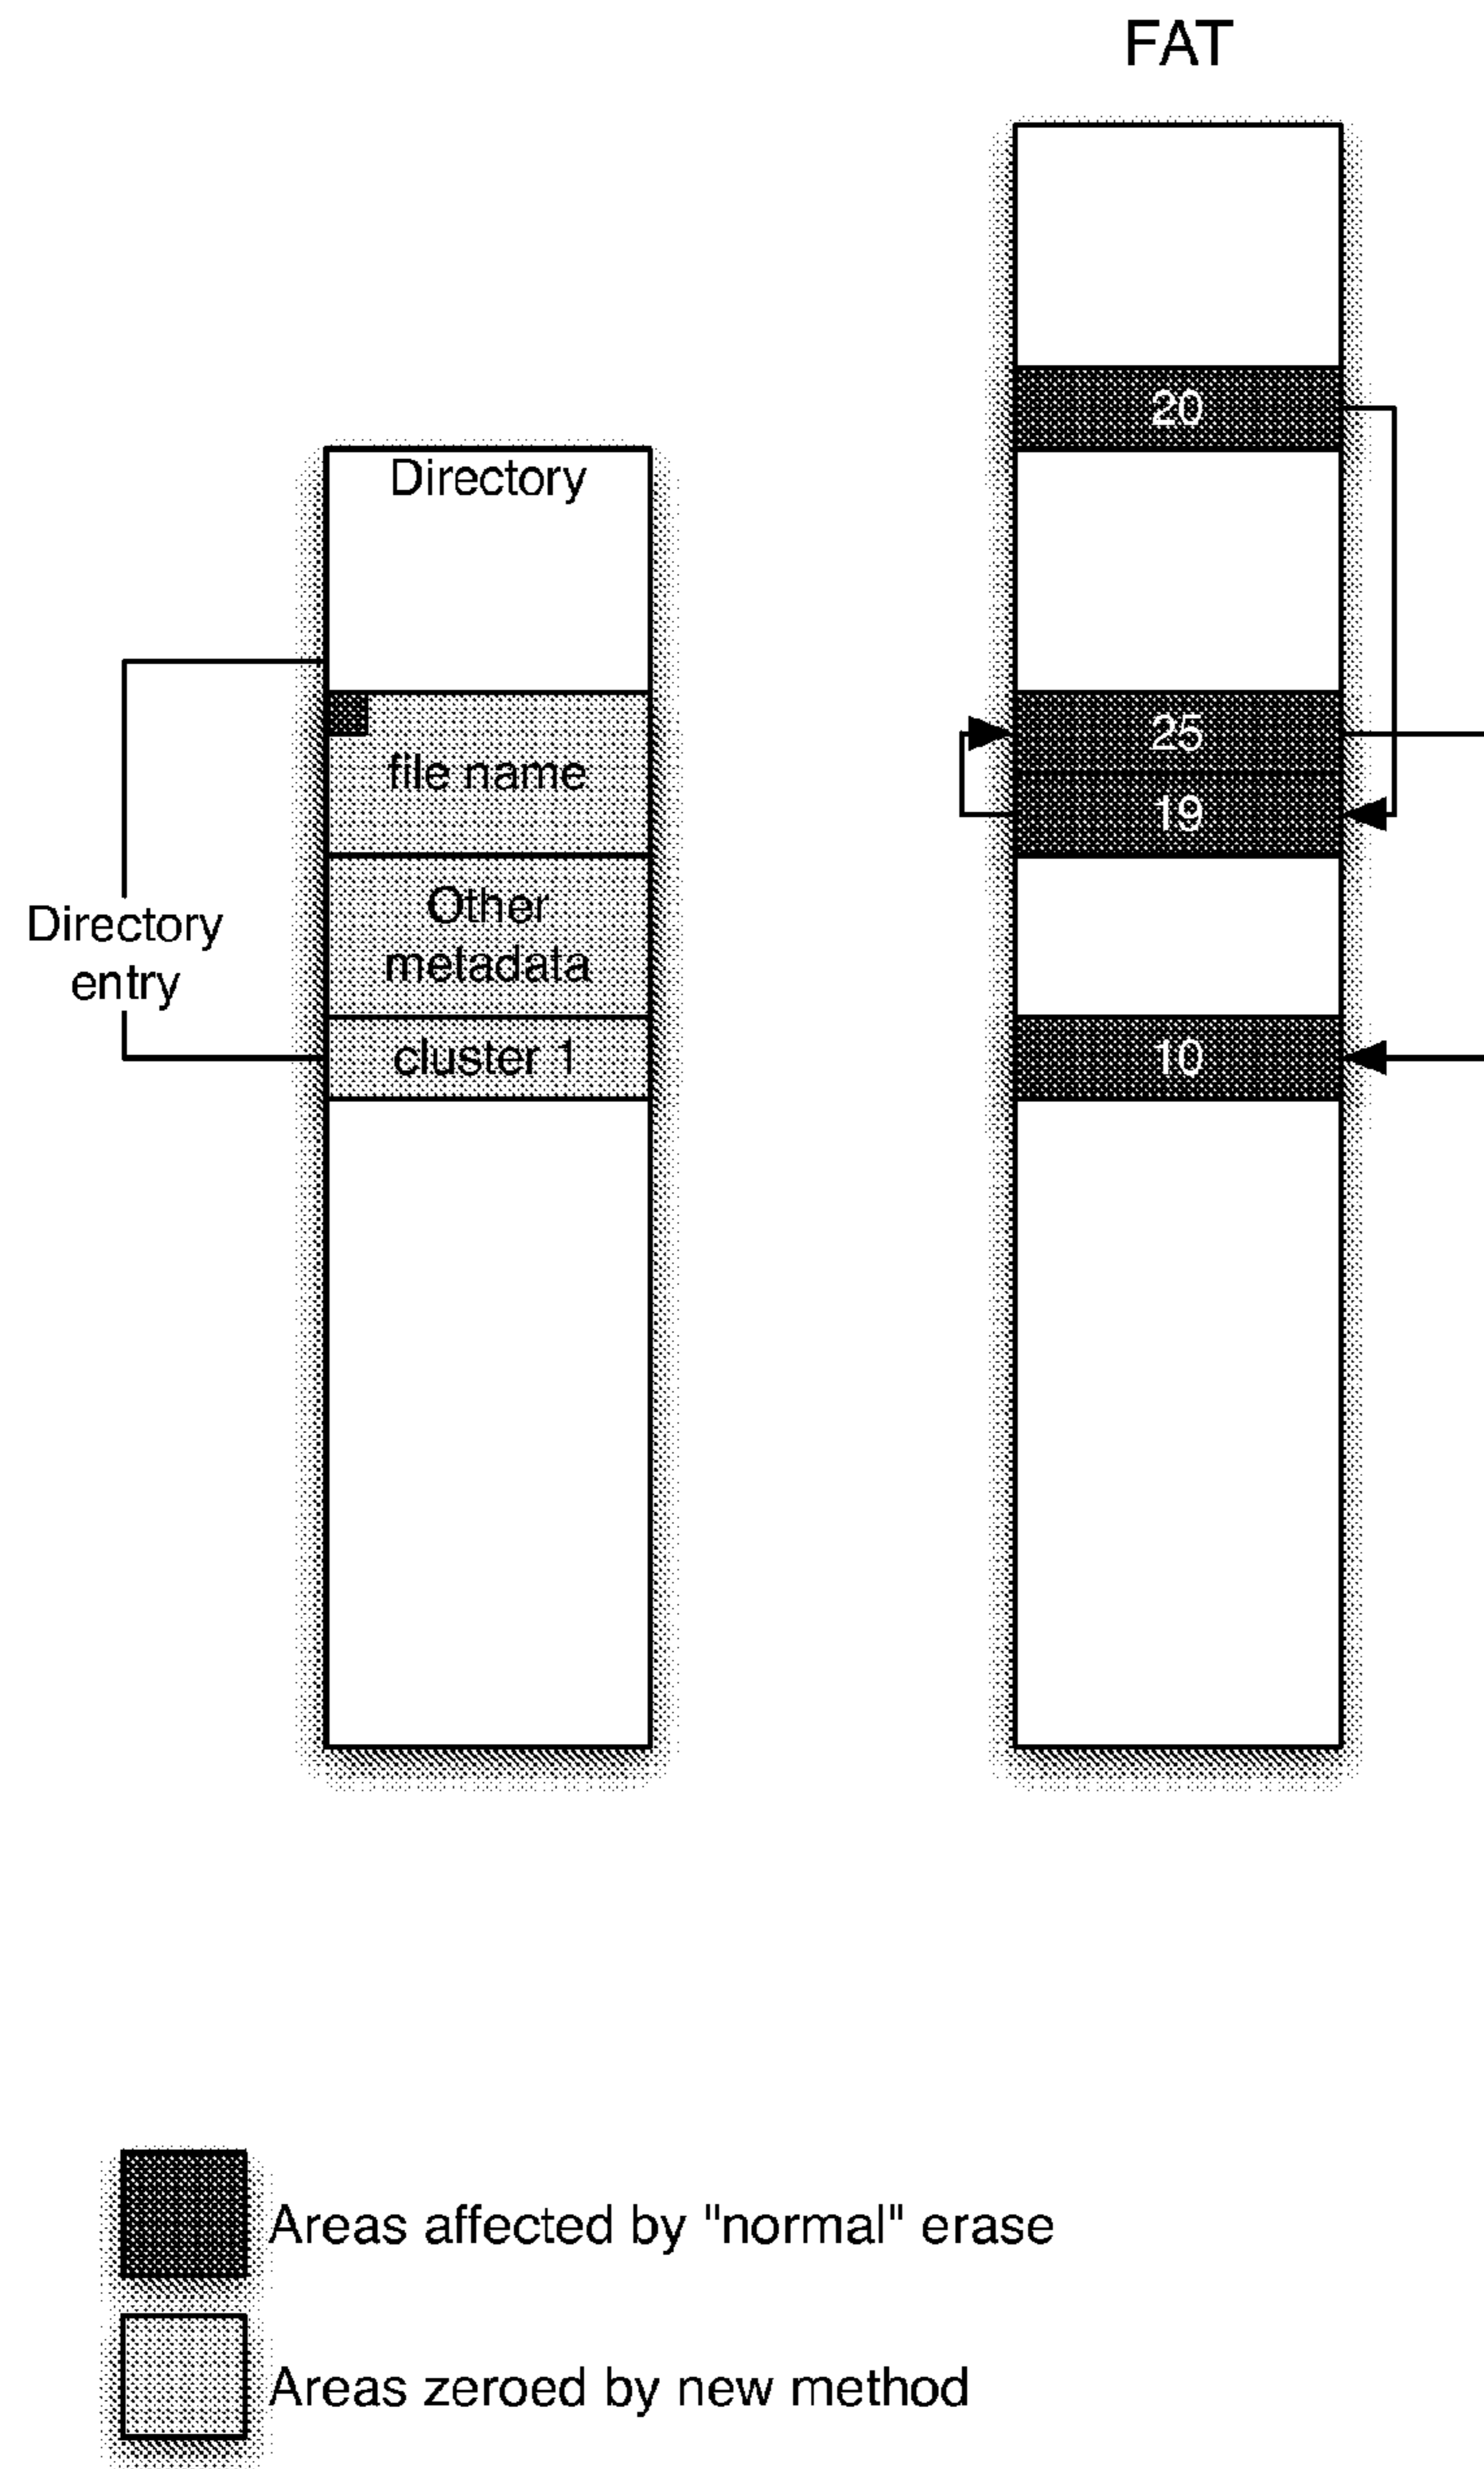 FAT
20
Directory
25
file name
19
Other
metadata
Directory
entry
cluster 1
10
Areas affected by "normal" erase
Areas zeroed by new method